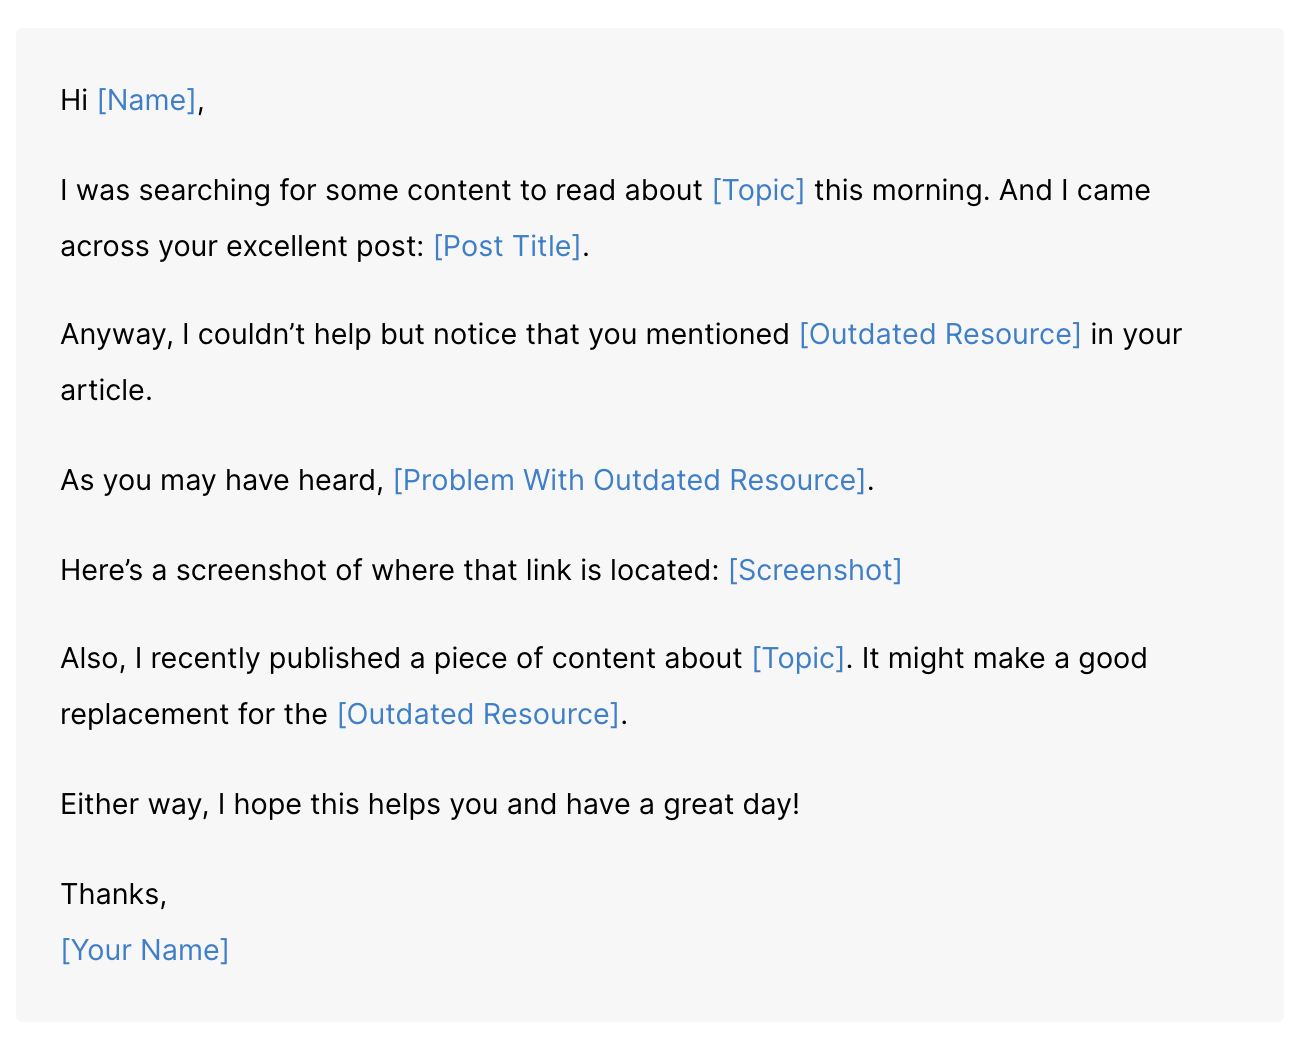 Hi [Name],
I was searching for some content to read about [Topic] this morning. And I came
across your excellent post: [Post Title].
Anyway, I couldn’t help but notice that you mentioned [Outdated Resource] in your
article.
As you may have heard, [Problem With Outdated Resource].
Here’s a screenshot of where that link is located: [Screenshot]
Also, I recently published a piece of content about [Topic]. It might make a good
replacement for the [Outdated Resource].
Either way, I hope this helps you and have a great day!
Thanks,
[Your Name]